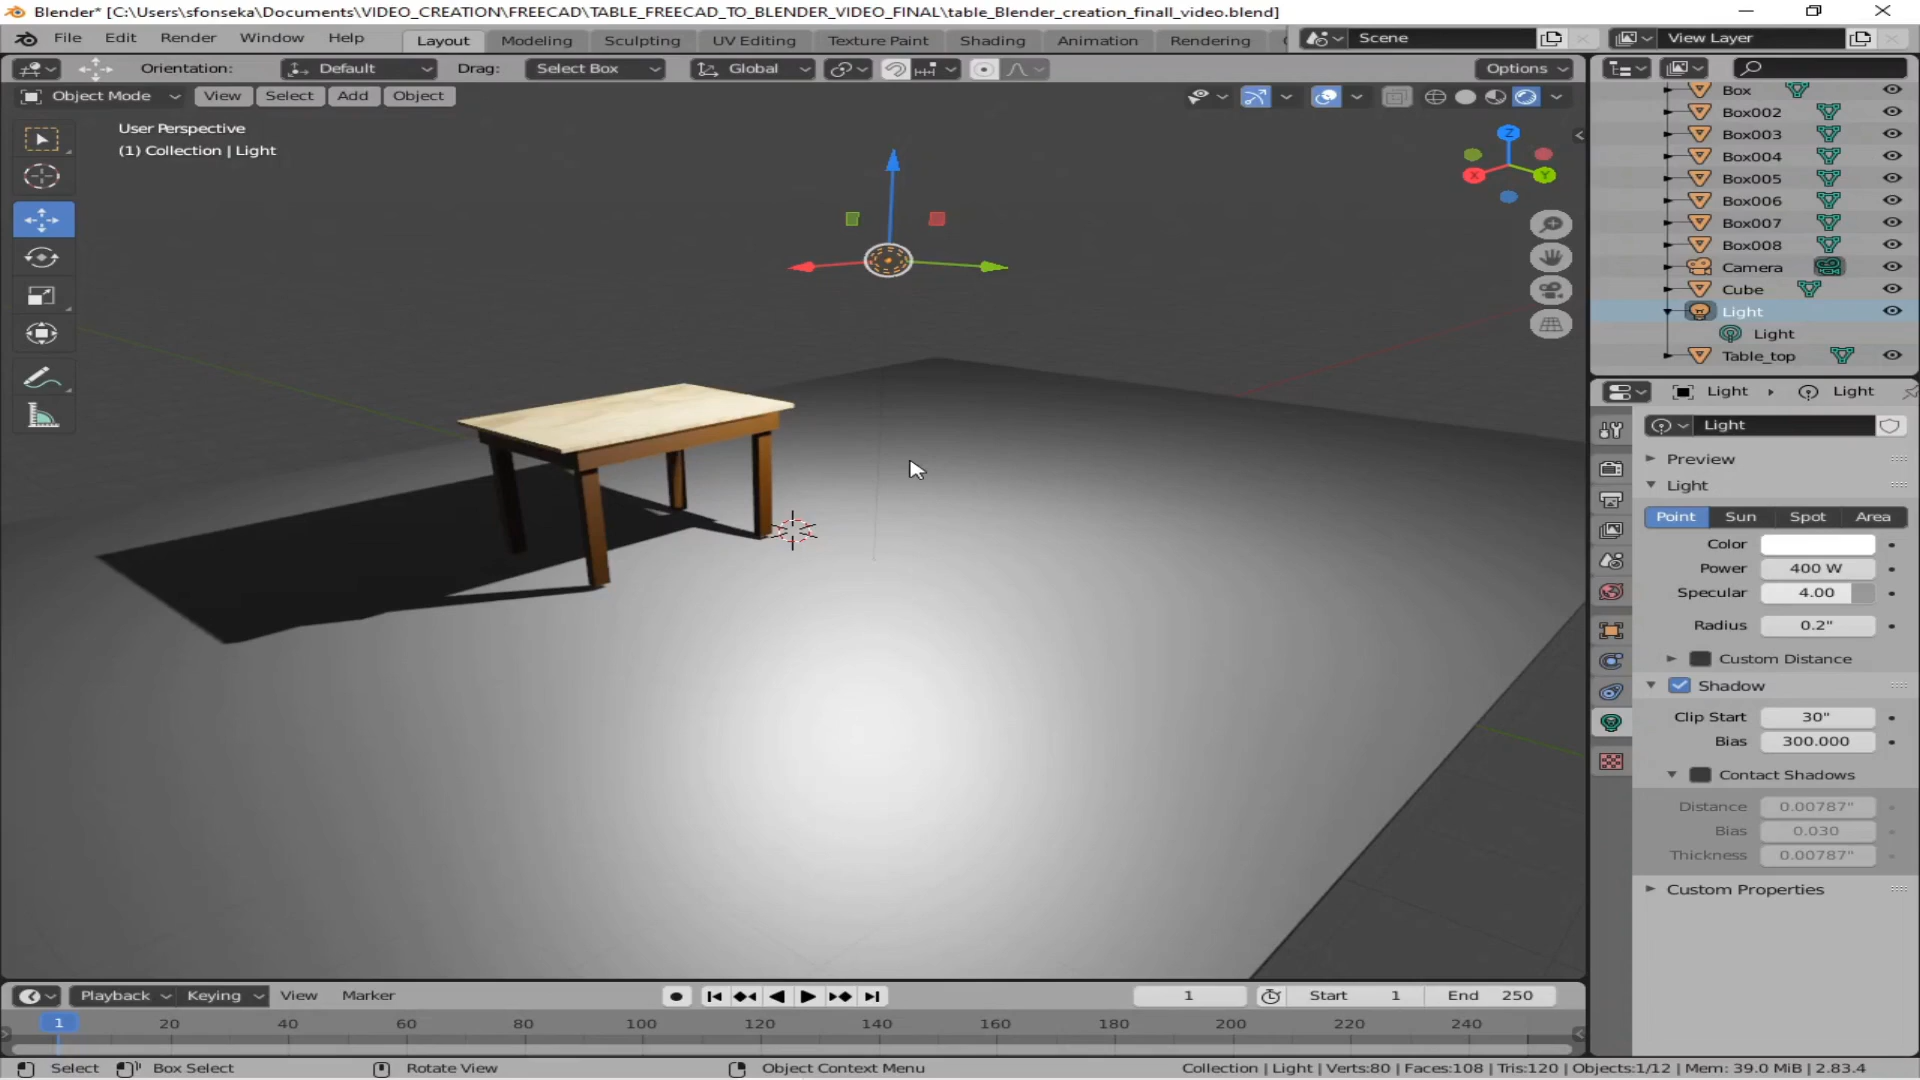 Blender* [C:\Users\sfonseka\Documents\VIDEO_CREATION\FREECAD\TABLE_FREECAD_TO_BLENDER_VIDEO_FINAL\table_Blender_creation_finall_video.blend]
File Edit Render Window Help Layout Modeling Sculpting UV Editing Texture Paint Shading Animation Rendering Scene View Layer
Orientation: Default Drag: Select Box Global Options
Object Mode View Select Add Object
User Perspective
(1) Collection | Light
Z
X
Y
Box
Box002
Box003
Box004
Box005
Box006
Box007
Box008
Camera
Cube
Light
Light
Table_top
Light Light
Light
Preview
Light
Point Sun Spot Area
Color
Power 400 W
Specular 4.00
Radius 0.2"
Custom Distance
Shadow
Clip Start 30"
Bias 300.000
Contact Shadows
Distance 0.00787"
Bias 0.030
Thickness 0.00787"
Custom Properties
Playback Keying View Marker 1 Start 1 End 250
1 20 40 60 80 100 120 140 160 180 200 220 240
Select Box Select Rotate View Object Context Menu Collection | Light | Verts:80 | Faces:108 | Tris:120 | Objects:1/12 | Mem: 39.0 MiB | 2.83.4